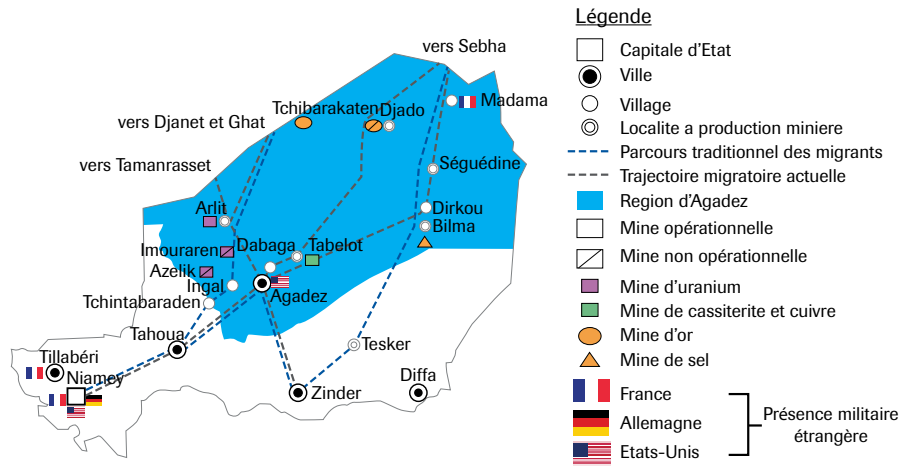 vers Sebha
Tchibarakaten
Djado
Madama
vers Djanet et Ghat
vers Tamanrasset
Séguédine
Arlit
Dirkou
Bilma
Imouraren
Dabaga
Tabelot
Azelik
Ingal
Agadez
Tchintabaraden
Tahoua
Tesker
Tillabéri
Niamey
Zinder
Diffa
Légende
Capitale d'Etat
Ville
Village
Localite a production miniere
Parcours traditionnel des migrants
Trajectoire migratoire actuelle
Region d'Agadez
Mine opérationnelle
Mine non opérationnelle
Mine d'uranium
Mine de cassiterite et cuivre
Mine d'or
Mine de sel
France
Allemagne
Etats-Unis
Présence militaire
étrangère